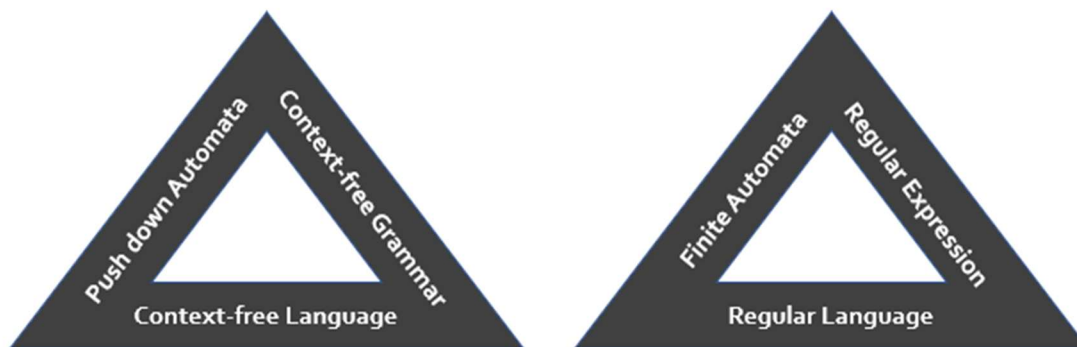 Push down Automata
Context-free Grammar
Context-free Language
Finite Automata
Regular Expression
Regular Language